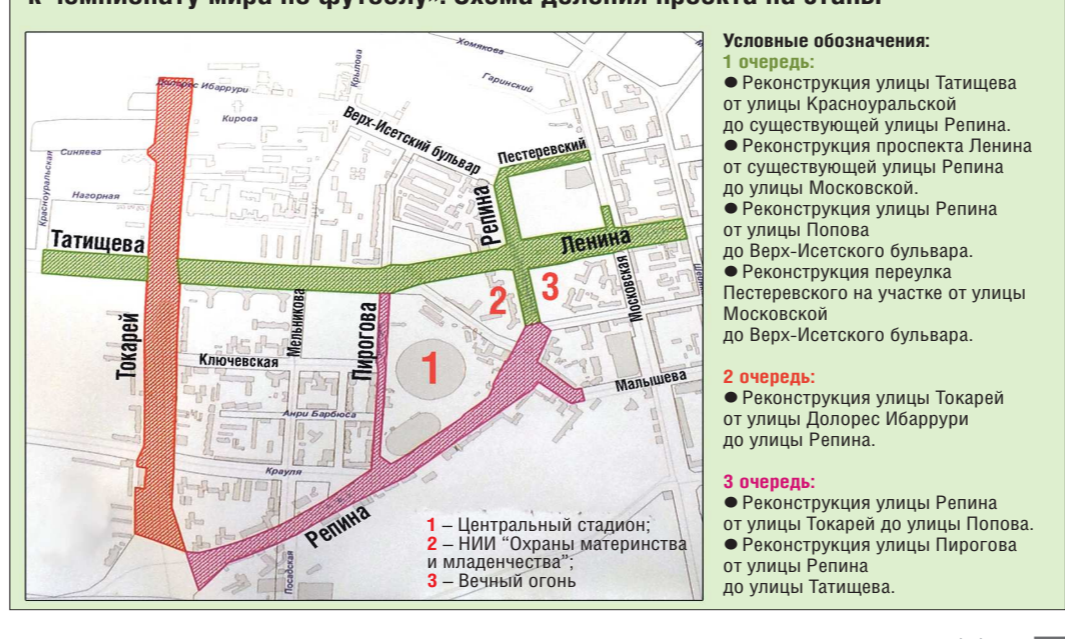 к Чемпионату мира по футболу». Схема деления проекта на этапы
Хомякова
Гаринский
Крылова
Долорес Ибаррури
Кирова
Верх-Исетский бульвар
Пестеревский
Синяева
Красноуральская
Нагорная
Репина
Татищева
Ленина
Московская
2
3
Мельникова
Пирогова
Токарей
Ключевская
1
Малышева
Анри Барбюса
Крауля
Репина
Посадская
1 – Центральный стадион;
2 – НИИ “Охраны материнства
и младенчества”;
3 – Вечный огонь
Условные обозначения:
1 очередь:
● Реконструкция улицы Татищева
от улицы Красноуральской
до существующей улицы Репина.
● Реконструкция проспекта Ленина
от существующей улицы Репина
до улицы Московской.
● Реконструкция улицы Репина
от улицы Попова
до Верх-Исетского бульвара.
● Реконструкция переулка
Пестеревского на участке от улицы
Московской
до Верх-Исетского бульвара.
2 очередь:
● Реконструкция улицы Токарей
от улицы Долорес Ибаррури
до улицы Репина.
3 очередь:
● Реконструкция улицы Репина
от улицы Токарей до улицы Попова.
● Реконструкция улицы Пирогова
от улицы Репина
до улицы Татищева.